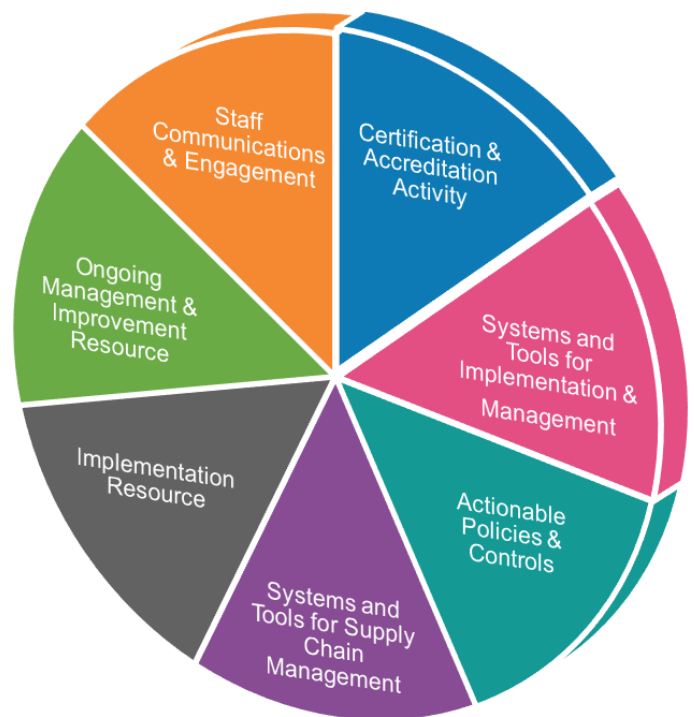 Staff
Communications
& Engagement
Certification &
Accreditation
Activity
Systems and
Tools for
Implementation &
Management
Actionable
Policies &
Controls
Systems and
Tools for Supply
Chain
Management
Implementation
Resource
Ongoing
Management &
Improvement
Resource